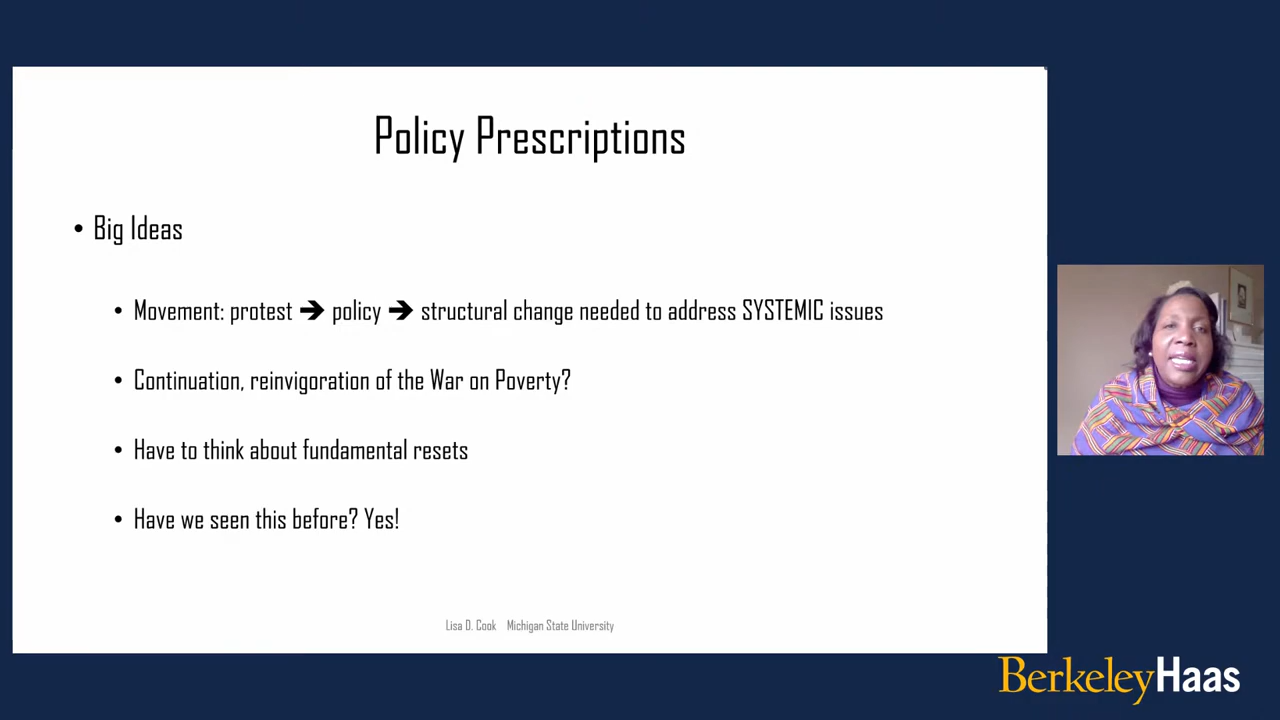 Policy Prescriptions
• Big Ideas
• Movement: protest ➔ policy ➔ structural change needed to address SYSTEMIC issues
• Continuation, reinvigoration of the War on Poverty?
• Have to think about fundamental resets
• Have we seen this before? Yes!
Lisa D. Cook Michigan State University
BerkeleyHaas